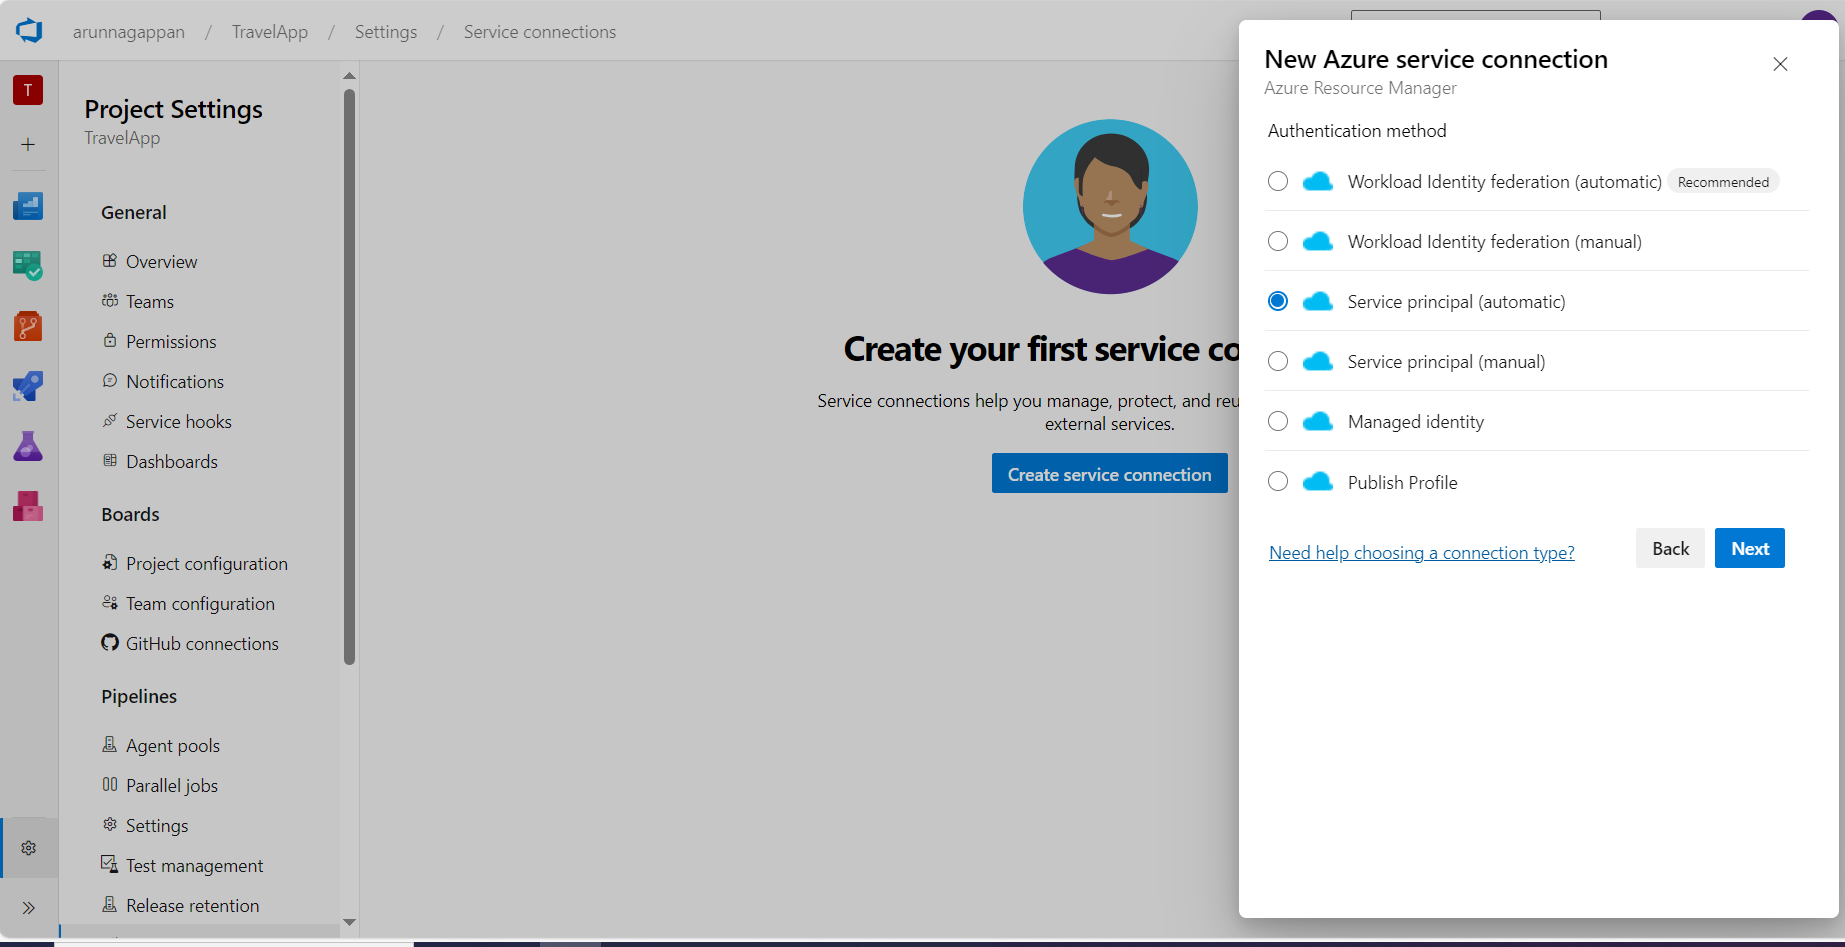 arunnagappan / TravelApp / Settings / Service connections
T
Project Settings
TravelApp
General
Overview
Teams
Permissions
Notifications
Service hooks
Dashboards
Boards
Project configuration
Team configuration
GitHub connections
Pipelines
Agent pools
Parallel jobs
Settings
Test management
Release retention
Create your first service co
Service connections help you manage, protect, and reu
external services.
Create service connection
New Azure service connection
Azure Resource Manager
Authentication method
Workload Identity federation (automatic) Recommended
Workload Identity federation (manual)
Service principal (automatic)
Service principal (manual)
Managed identity
Publish Profile
Need help choosing a connection type?
Back
Next